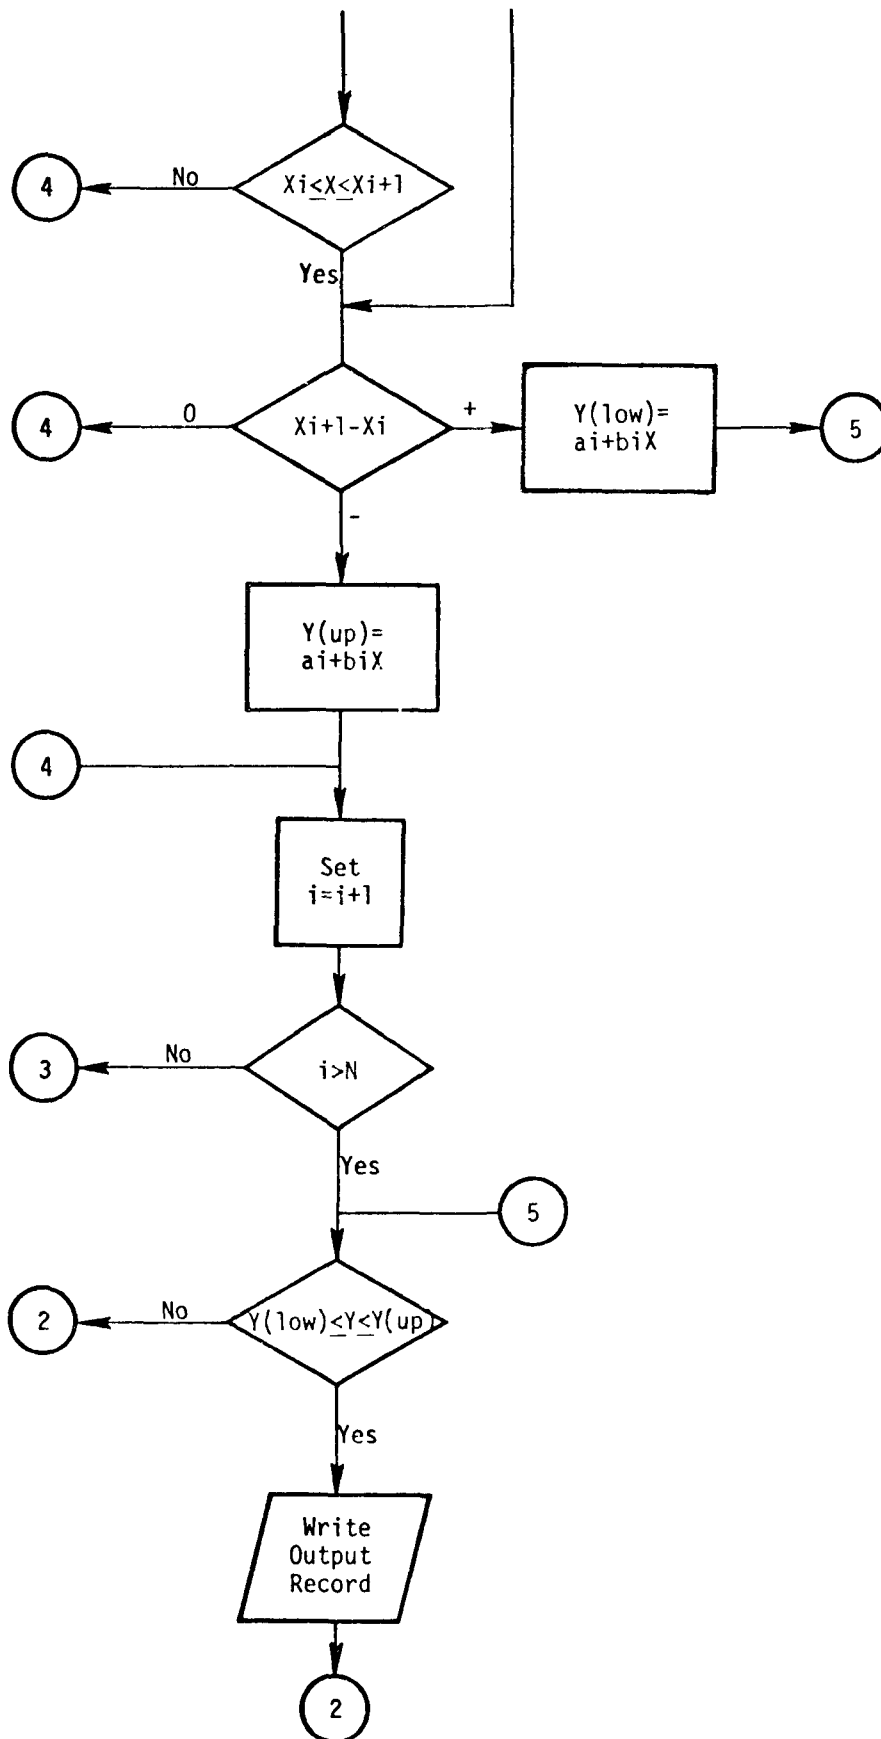 4
No
Xi≤X≤Xi+1
Yes
4
0
Xi+1-Xi
+
Y(low)=
ai+biX
5
-
Y(up)=
ai+biX
4
Set
i=i+1
3
No
i>N
Yes
5
2
No
Y(low)≤Y≤Y(up)
Yes
Write
Output
Record
2